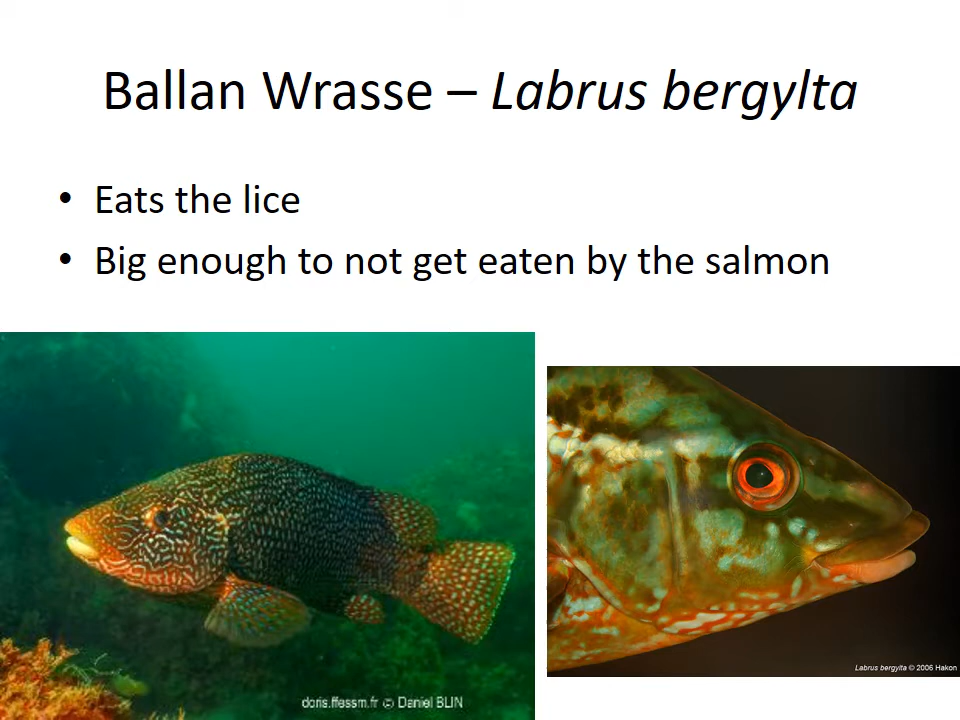 Ballan Wrasse – Labrus bergylta
• Eats the lice
• Big enough to not get eaten by the salmon
doris.ffessm.fr © Daniel BLIN
Labrus bergylta © 2006 Hakon